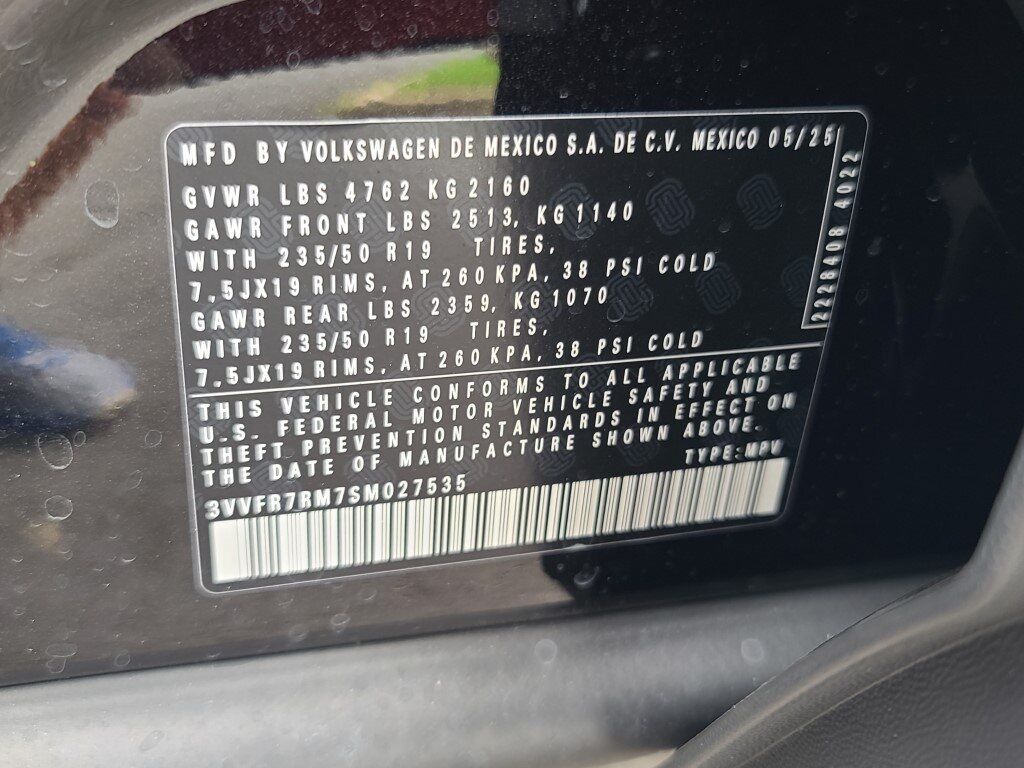 MFD BY VOLKSWAGEN DE MEXICO S.A. DE C.V. MEXICO 05/25
GVWR LBS 4762 KG 2160
GAWR FRONT LBS 2513, KG 1140
WITH 235/50 R19 TIRES,
7,5JX19 RIMS, AT 260 KPA, 38 PSI COLD
GAWR REAR LBS 2359, KG 1070
WITH 235/50 R19 TIRES,
7,5JX19 RIMS, AT 260 KPA, 38 PSI COLD
2228408 4022
THIS VEHICLE CONFORMS TO ALL APPLICABLE
U.S. FEDERAL MOTOR VEHICLE SAFETY AND
THEFT PREVENTION STANDARDS IN EFFECT ON
THE DATE OF MANUFACTURE SHOWN ABOVE.
TYPE:MPV
3VVFR7RM7SM027535